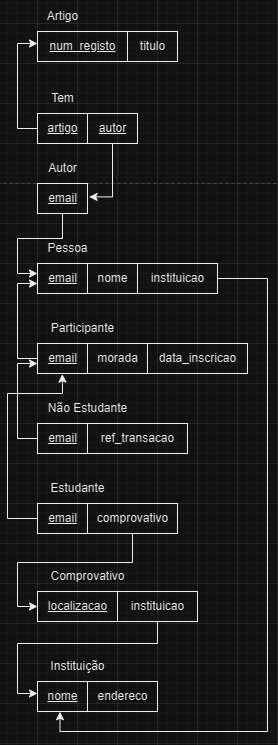 Artigo
num_registo titulo
Tem
artigo autor
Autor
email
Pessoa
email nome instituicao
Participante
email morada data_inscricao
Não Estudante
email ref_transacao
Estudante
email comprovativo
Comprovativo
localizacao instituicao
Instituição
nome endereco